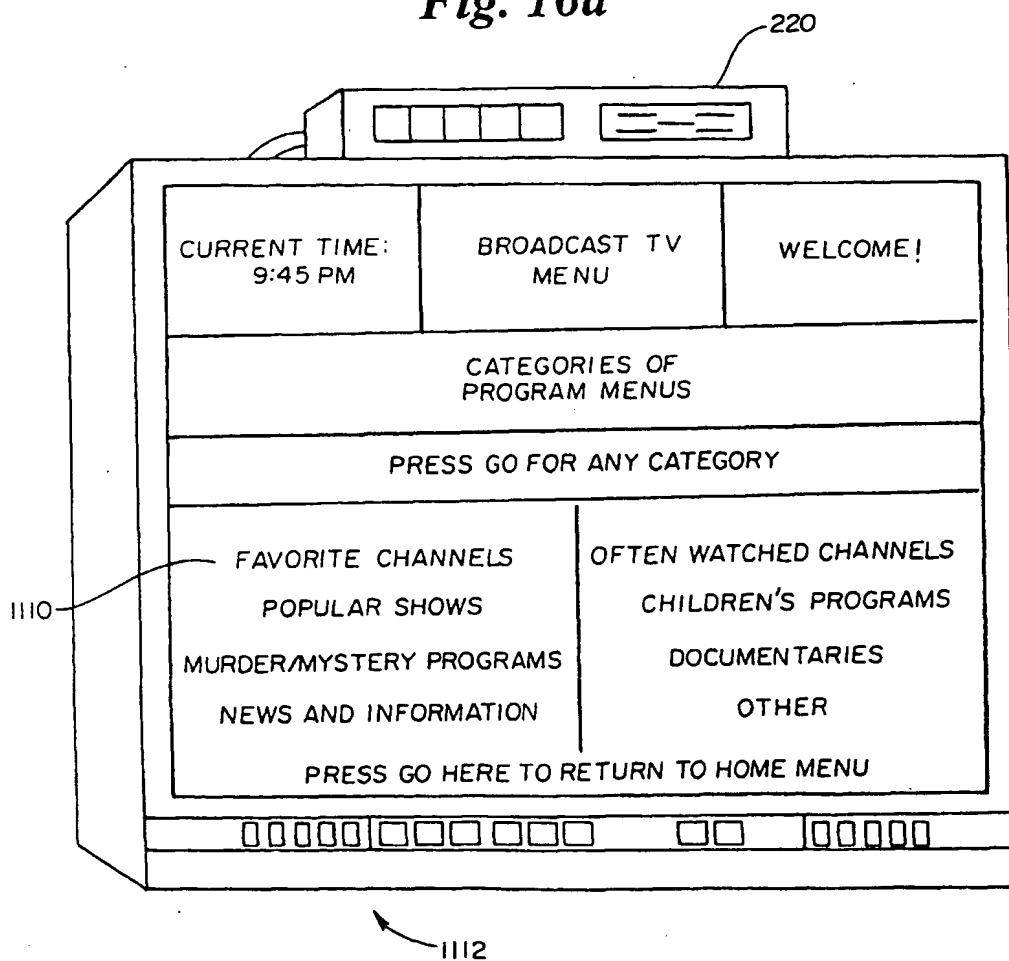 Fig. 16a
220
CURRENT TIME:
9:45 PM
BROADCAST TV
MENU
WELCOME!
CATEGORIES OF
PROGRAM MENUS
PRESS GO FOR ANY CATEGORY
FAVORITE CHANNELS
POPULAR SHOWS
MURDER/MYSTERY PROGRAMS
NEWS AND INFORMATION
OFTEN WATCHED CHANNELS
CHILDREN'S PROGRAMS
DOCUMENTARIES
OTHER
PRESS GO HERE TO RETURN TO HOME MENU
1110
1112